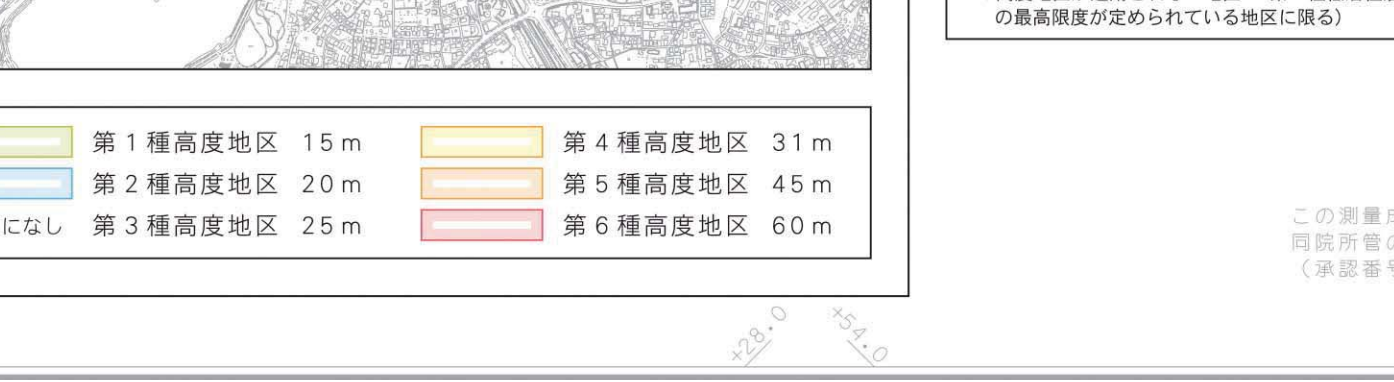 の最高限度が定められている地区に限る)
第1種高度地区 15m
第2種高度地区 20m
になし 第3種高度地区 25m
第4種高度地区 31m
第5種高度地区 45m
第6種高度地区 60m
この測量
同院所管の
(承認番号
+28.0
+54.0